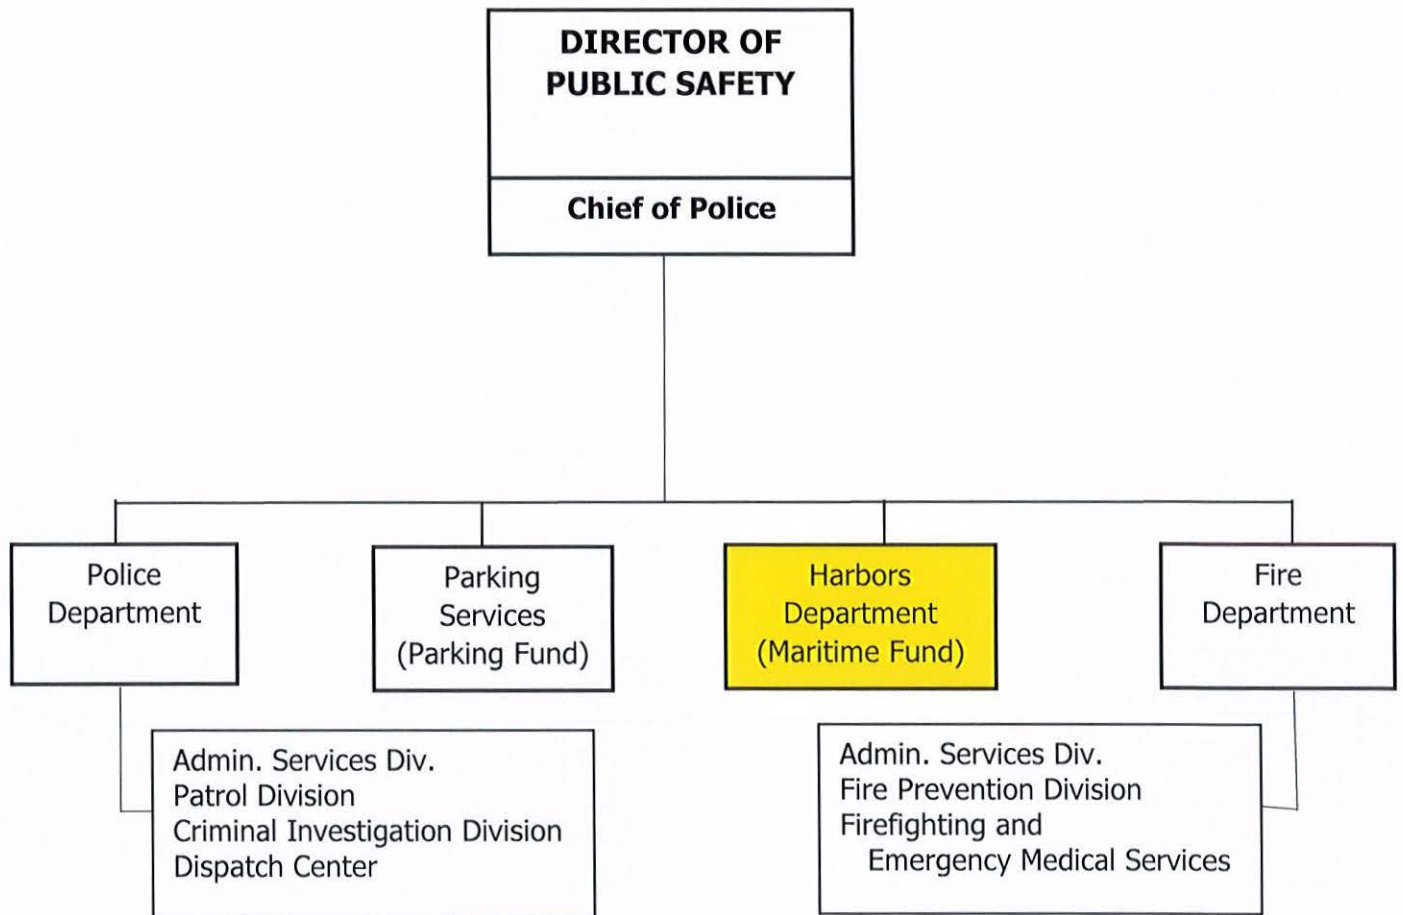 DIRECTOR OF
PUBLIC SAFETY
Chief of Police
Police
Department
Parking
Services
(Parking Fund)
Harbors
Department
(Maritime Fund)
Fire
Department
Admin. Services Div.
Patrol Division
Criminal Investigation Division
Dispatch Center
Admin. Services Div.
Fire Prevention Division
Firefighting and
Emergency Medical Services